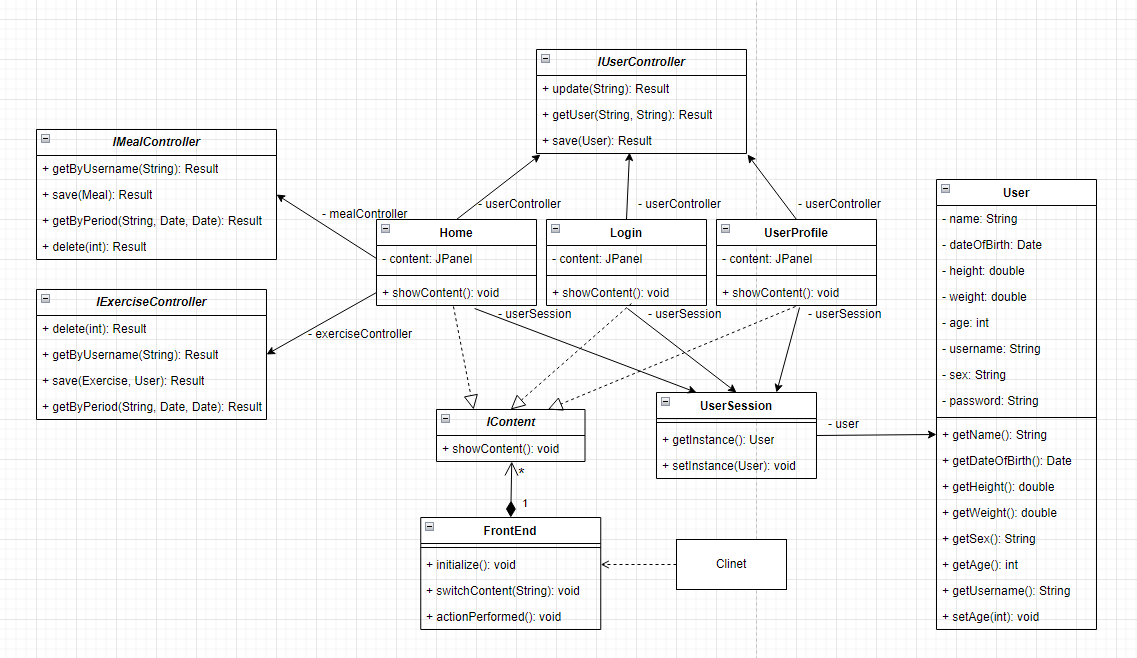 IUserController
+ update(String): Result
+ getUser(String, String): Result
+ save(User): Result
IMealController
+ getByUsername(String): Result
+ save(Meal): Result
+ getByPeriod(String, Date, Date): Result
+ delete(int): Result
IExerciseController
+ delete(int): Result
+ getByUsername(String): Result
+ save(Exercise, User): Result
+ getByPeriod(String, Date, Date): Result
- mealController
- exerciseController
- userController
- userController
- userController
Home
- content: JPanel
+ showContent(): void
Login
- content: JPanel
+ showContent(): void
UserProfile
- content: JPanel
+ showContent(): void
- userSession
- userSession
- userSession
IContent
+ showContent(): void
*
1
FrontEnd
+ initialize(): void
+ switchContent(String): void
+ actionPerformed(): void
Clinet
UserSession
+ getInstance(): User
+ setInstance(User): void
- user
User
- name: String
- dateOfBirth: Date
- height: double
- weight: double
- age: int
- username: String
- sex: String
- password: String
+ getName(): String
+ getDateOfBirth(): Date
+ getHeight(): double
+ getWeight(): double
+ getSex(): String
+ getAge(): int
+ getUsername(): String
+ setAge(int): void